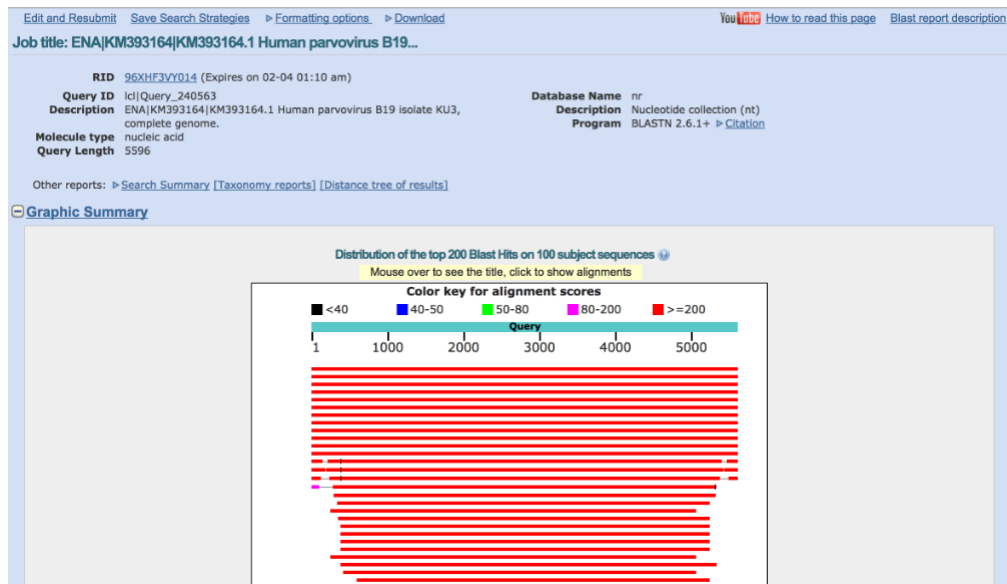 Edit and Resubmit Save Search Strategies Formatting options Download YouTube How to read this page Blast report description
Job title: ENA|KM393164|KM393164.1 Human parvovirus B19...
RID 96XHF3VY014 (Expires on 02-04 01:10 am)
Query ID lcl|Query_240563
Description ENA|KM393164|KM393164.1 Human parvovirus B19 isolate KU3,
complete genome.
Molecule type nucleic acid
Query Length 5596
Database Name nr
Description Nucleotide collection (nt)
Program BLASTN 2.6.1+ Citation
Other reports: Search Summary [Taxonomy reports] [Distance tree of results]
Graphic Summary
Distribution of the top 200 Blast Hits on 100 subject sequences
Mouse over to see the title, click to show alignments
Color key for alignment scores
<40 40-50 50-80 80-200 >=200
Query
1 1000 2000 3000 4000 5000